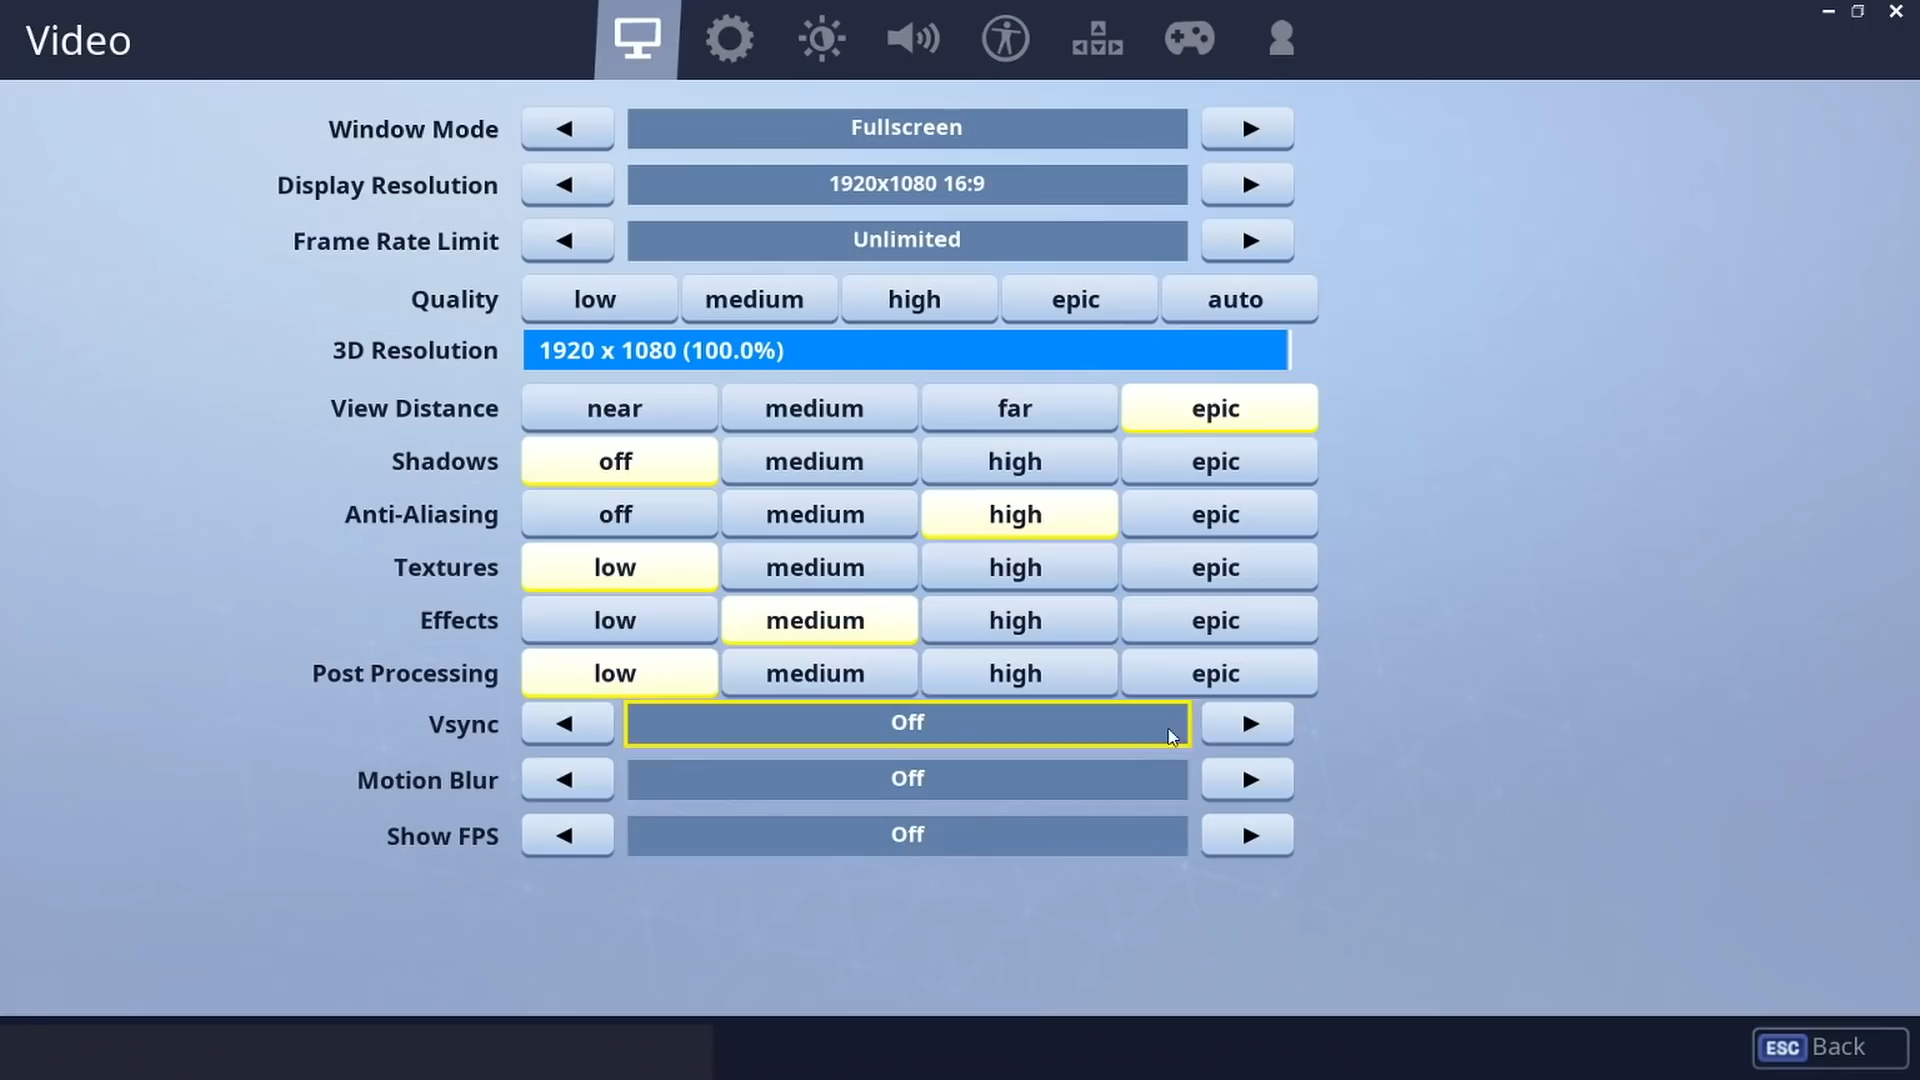 Video
Window Mode Fullscreen
Display Resolution 1920x1080 16:9
Frame Rate Limit Unlimited
Quality low medium high epic auto
3D Resolution 1920 x 1080 (100.0%)
View Distance near medium far epic
Shadows off medium high epic
Anti-Aliasing off medium high epic
Textures low medium high epic
Effects low medium high epic
Post Processing low medium high epic
Vsync Off
Motion Blur Off
Show FPS Off
ESC Back